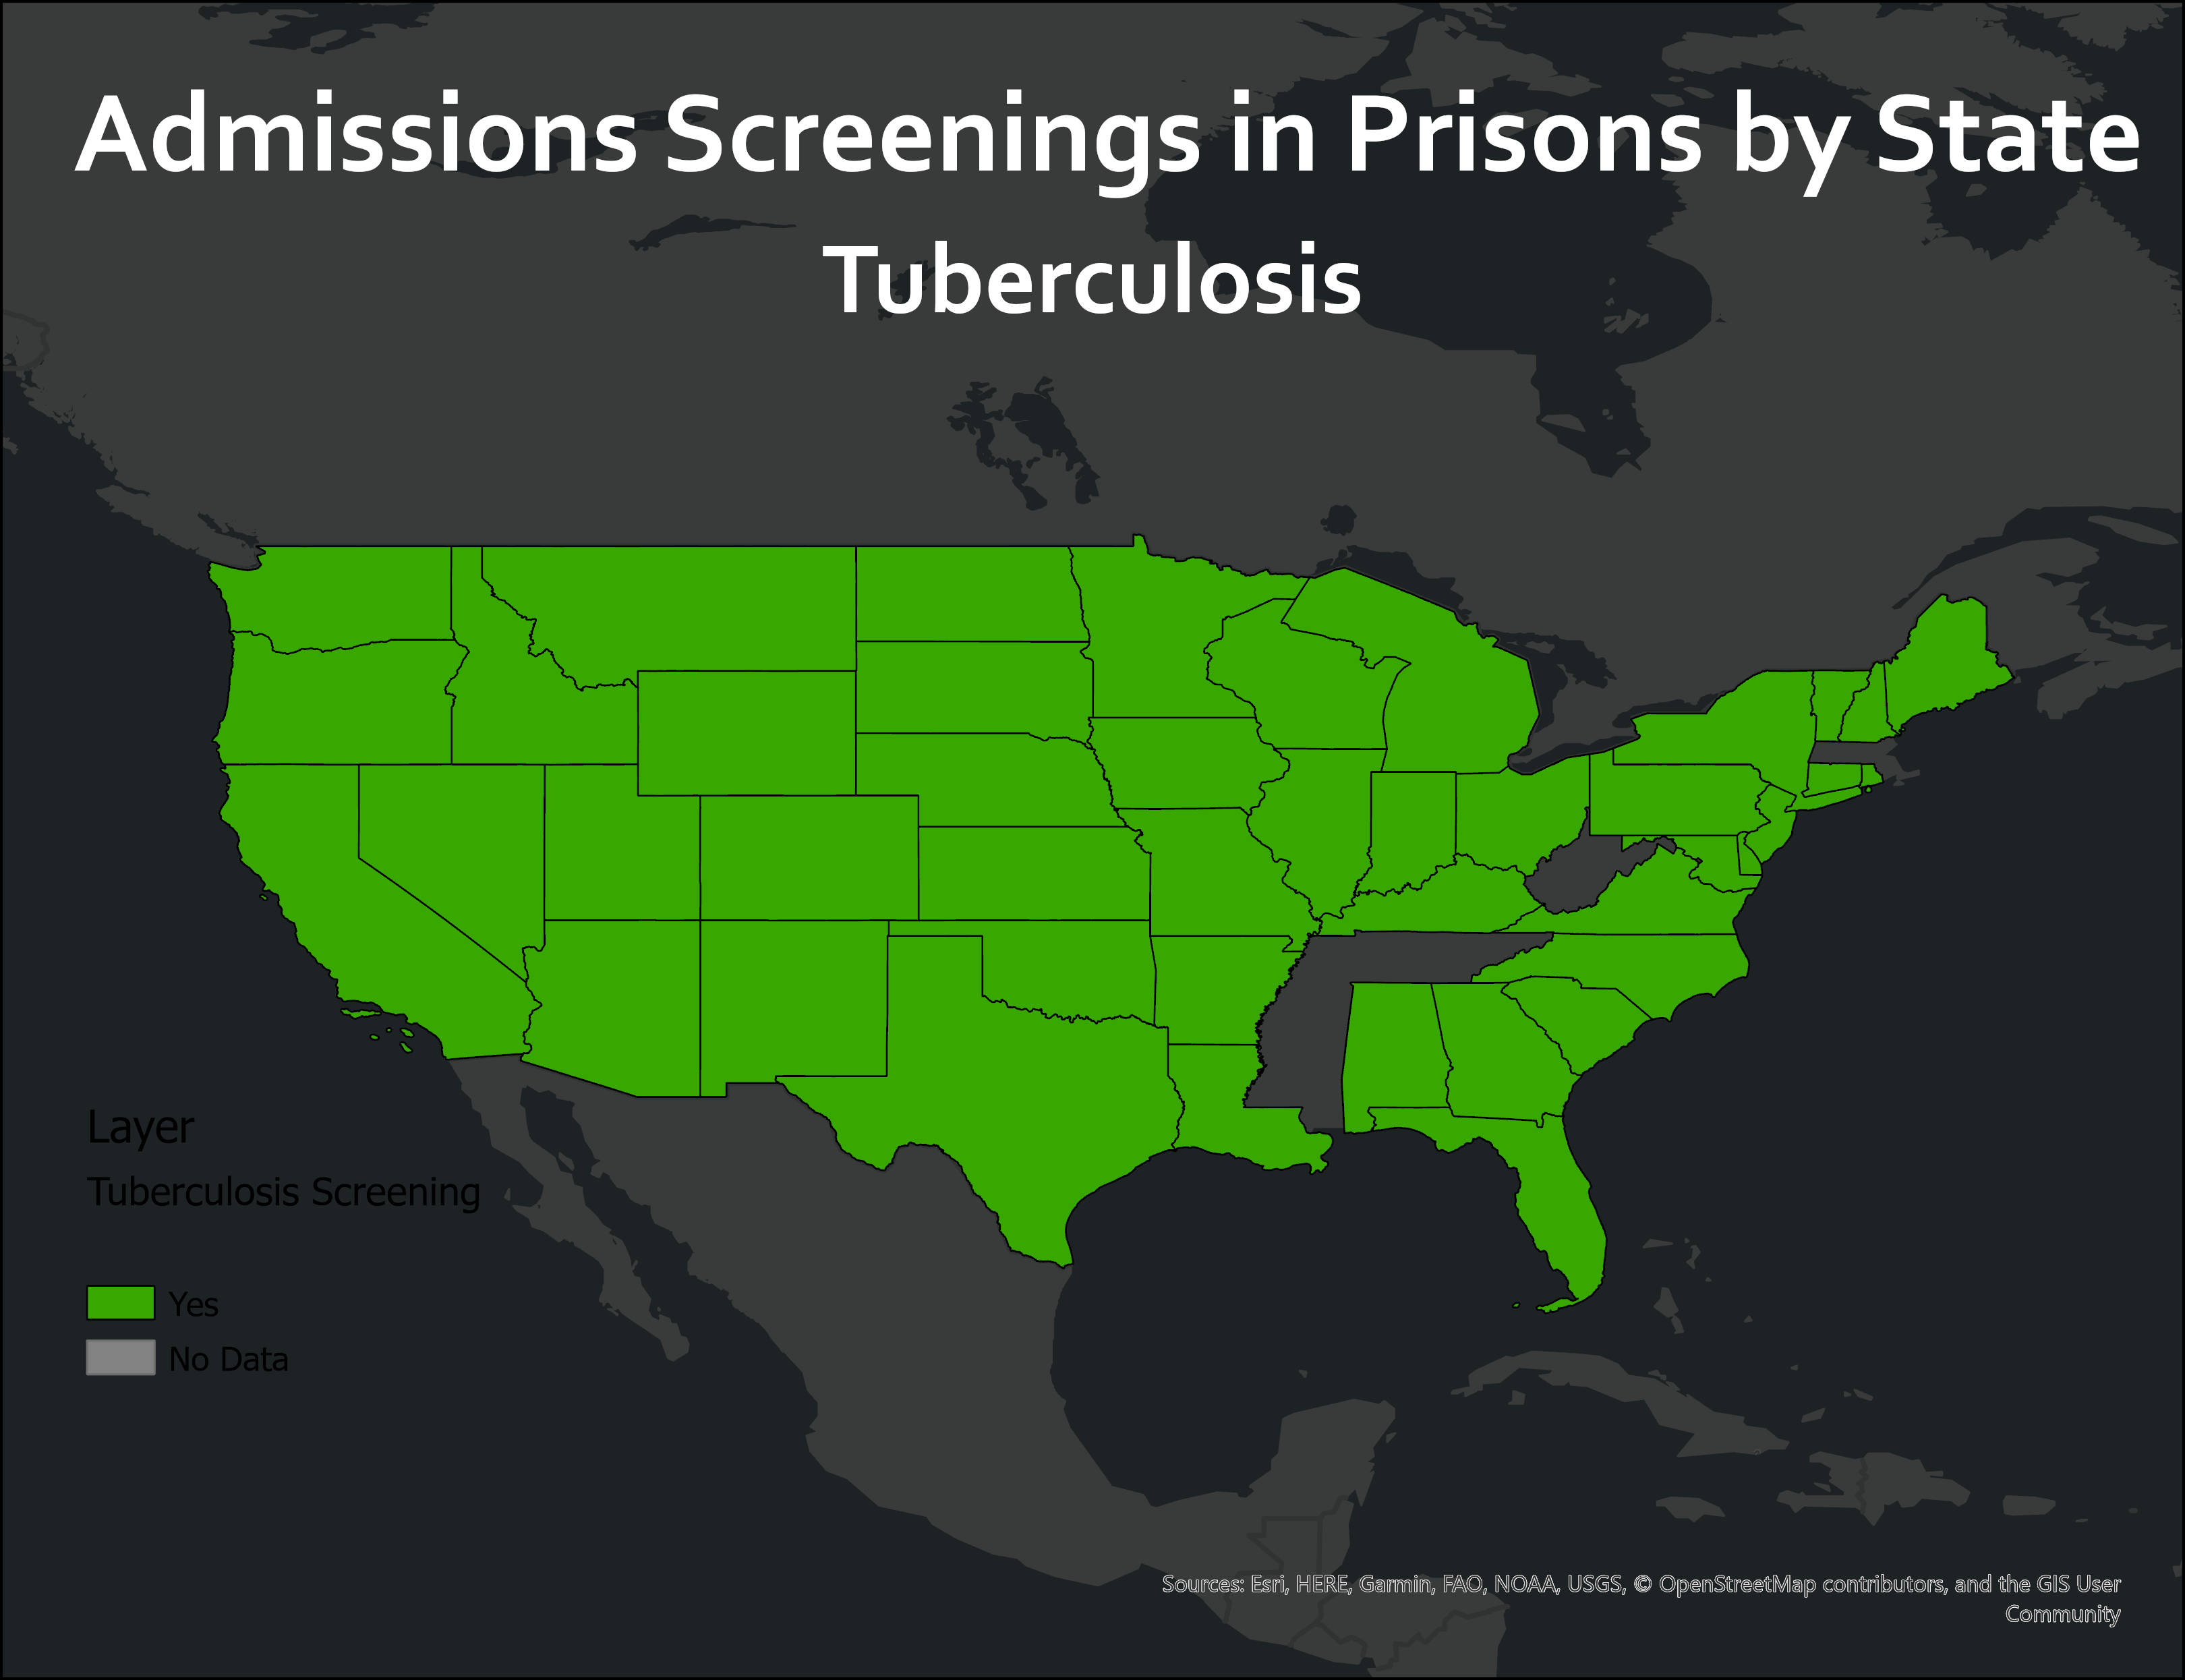 Admissions Screenings in Prisons by State
Tuberculosis
Layer
Tuberculosis Screening
Yes
No Data
Sources: Esri, HERE, Garmin, FAO, NOAA, USGS, © OpenStreetMap contributors, and the GIS User
Community